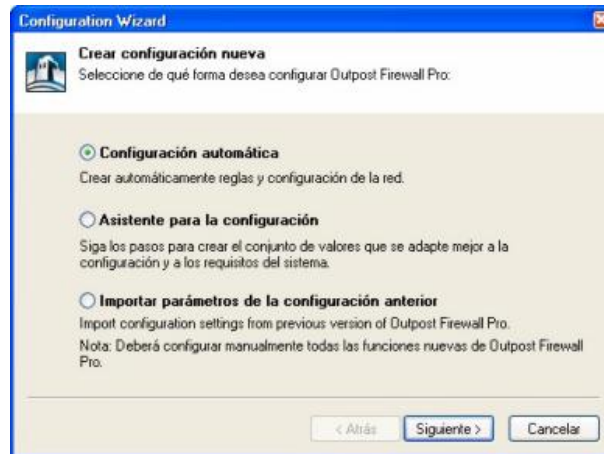 Configuration Wizard
Crear configuración nueva
Seleccione de qué forma desea configurar Outpost Firewall Pro:
Configuración automática
Crear automáticamente reglas y configuración de la red.
Asistente para la configuración
Siga los pasos para crear el conjunto de valores que se adapte mejor a la
configuración y a los requisitos del sistema.
Importar parámetros de la configuración anterior
Import configuration settings from previous version of Outpost Firewall Pro.
Nota: Deberá configurar manualmente todas las funciones nuevas de Outpost Firewall
Pro.
< Atrás Siguiente > Cancelar